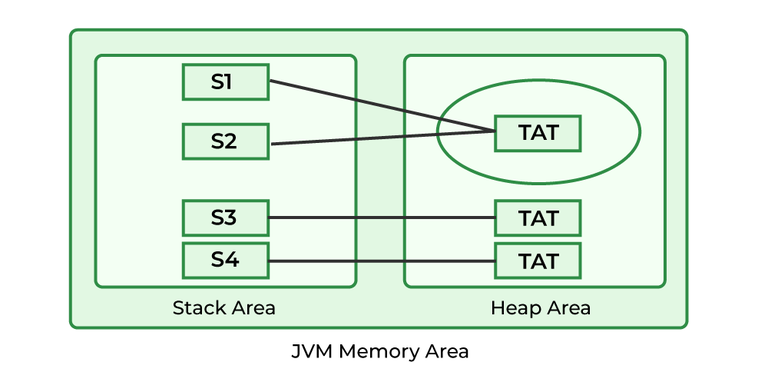 S1
S2
TAT
S3
TAT
S4
TAT
Stack Area
Heap Area
JVM Memory Area